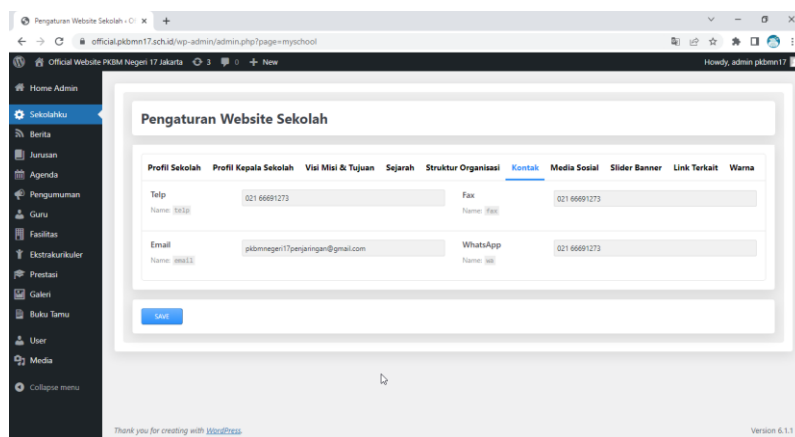 Pengaturan Website Sekolah ‹ Of
official.pkbmn17.sch.id/wp-admin/admin.php?page=myschool
Official Website PKBM Negeri 17 Jakarta 3 0 + New
Howdy, admin pkbmn17
Home Admin
Sekolahku
Berita
Jurusan
Agenda
Pengumuman
Guru
Fasilitas
Ekstrakurikuler
Prestasi
Galeri
Buku Tamu
User
Media
Collapse menu
Pengaturan Website Sekolah
Profil Sekolah Profil Kepala Sekolah Visi Misi & Tujuan Sejarah Struktur Organisasi Kontak Media Sosial Slider Banner Link Terkait Warna
Telp 021 66691273 Fax 021 66691273
Name: telp Name: fax
Email pkbmnegeri17penjaringan@gmail.com WhatsApp 021 66691273
Name: email Name: wa
SAVE
Thank you for creating with WordPress.
Version 6.1.1